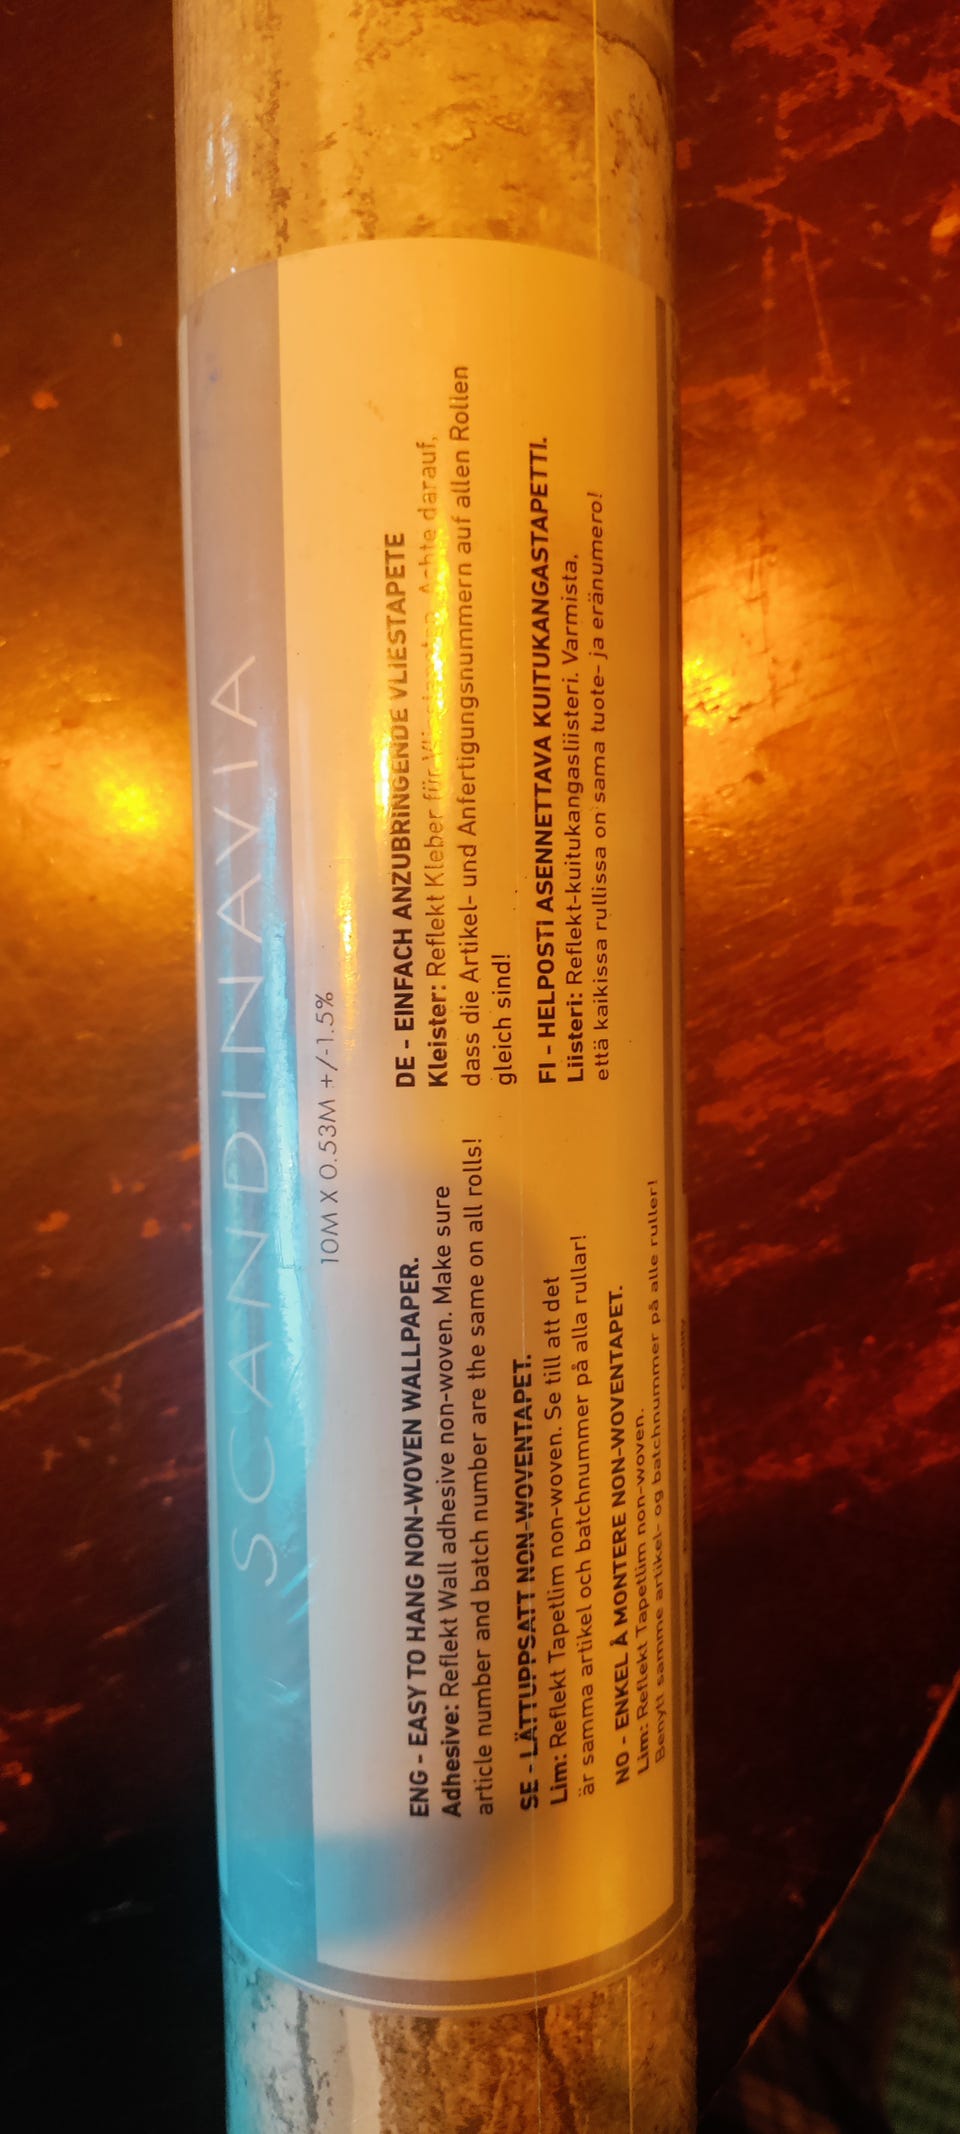 SCANDINAVIA
10M X 0.53M +/-1.5%
ENG - EASY TO HANG NON-WOVEN WALLPAPER.
Adhesive: Reflekt Wall adhesive non-woven. Make sure
article number and batch number are the same on all rolls!
SE - LÄTTUPPSATT NON-WOVENTAPET.
Lim: Reflekt Tapetlim non-woven. Se till att det
är samma artikel och batchnummer på alla rullar!
NO - ENKEL Å MONTERE NON-WOVENTAPET.
Lim: Reflekt Tapetlim non-woven.
Benytt samme artikel- og batchnummer på alle ruller!
DE - EINFACH ANZUBRINGENDE VLIESTAPETE
Kleister: Reflekt Kleber für Vliestapeten. Achte darauf,
dass die Artikel- und Anfertigungsnummern auf allen Rollen
gleich sind!
FI - HELPOSTI ASENNETTAVA KUITUKANGASTAPETTI.
Liisteri: Reflekt-kuitukangasliisteri. Varmista,
että kaikissa rullissa on sama tuote- ja eränumero!